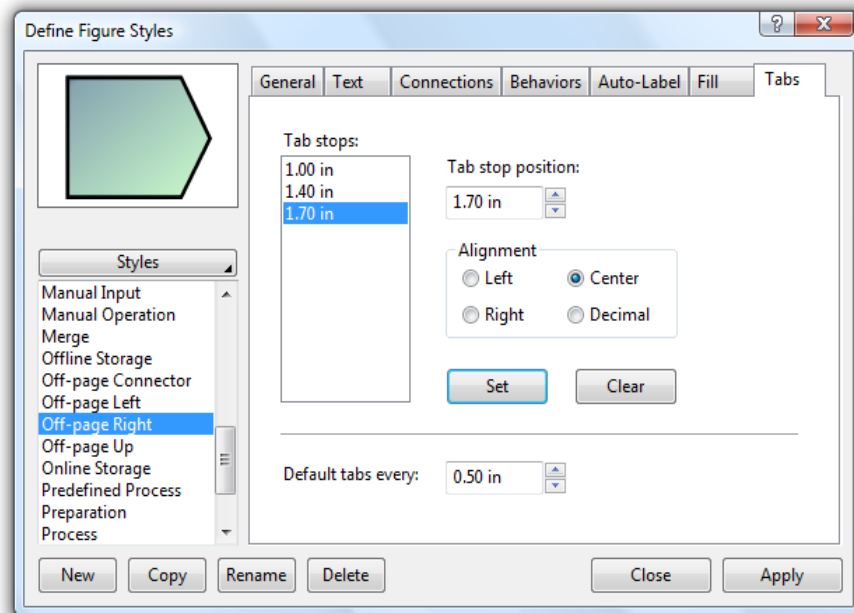 Define Figure Styles
?
General Text Connections Behaviors Auto-Label Fill Tabs
Tab stops:
1.00 in
1.40 in
1.70 in
Tab stop position:
1.70 in
Alignment
Left Center
Right Decimal
Set Clear
Default tabs every: 0.50 in
Styles
Manual Input
Manual Operation
Merge
Offline Storage
Off-page Connector
Off-page Left
Off-page Right
Off-page Up
Online Storage
Predefined Process
Preparation
Process
New Copy Rename Delete Close Apply